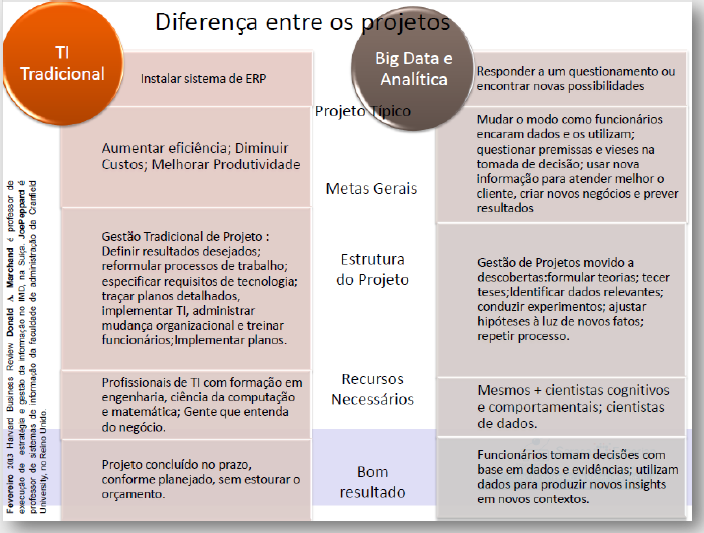 Diferença entre os projetos
TI
Tradicional
Big Data e
Analítica
Instalar sistema de ERP
Projeto Típico
Responder a um questionamento ou
encontrar novas possibilidades
Aumentar eficiência; Diminuir
Custos; Melhorar Produtividade
Metas Gerais
Mudar o modo como funcionários
encaram dados e os utilizam;
questionar premissas e vieses na
tomada de decisão; usar nova
informação para atender melhor o
cliente, criar novos negócios e prever
resultados
Gestão Tradicional de Projeto :
Definir resultados desejados;
reformular processos de trabalho;
especificar requisitos de tecnologia;
traçar planos detalhados,
implementar TI, administrar
mudança organizacional e treinar
funcionários;Implementar planos.
Estrutura
do Projeto
Gestão de Projetos movido a
descobertas:formular teorias; tecer
teses;Identificar dados relevantes;
conduzir experimentos; ajustar
hipóteses à luz de novos fatos;
repetir processo.
Profissionais de TI com formação em
engenharia, ciência da computação
e matemática; Gente que entenda
do negócio.
Recursos
Necessários
Mesmos + cientistas cognitivos
e comportamentais; cientistas
de dados.
Projeto concluído no prazo,
conforme planejado, sem estourar o
orçamento.
Bom
resultado
Funcionários tomam decisões com
base em dados e evidências; utilizam
dados para produzir novos insights
em novos contextos.
Fevereiro 2013 Harvard Business Review Donald A. Marchand é professor de
execução de estratégia e gestão da informação no IMD, na Suíça. JoePeppard é
professor de sistemas de informação da faculdade de administração da Cranfield
University, no Reino Unido.